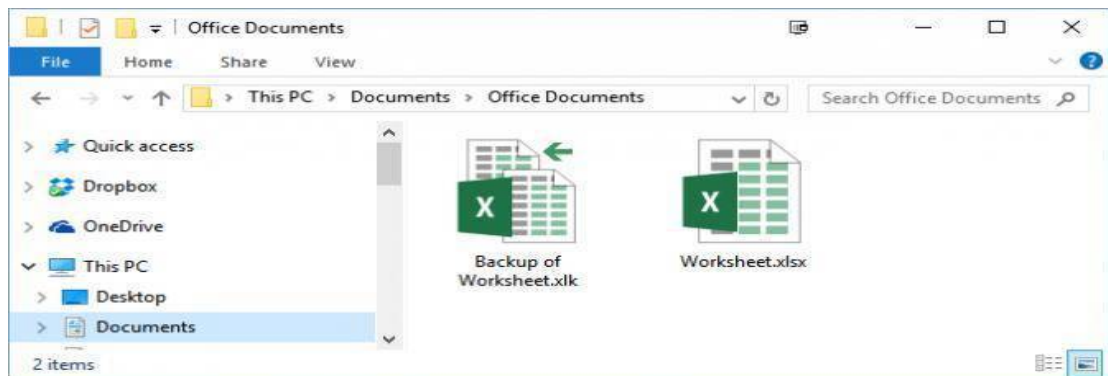 Office Documents
File Home Share View
This PC > Documents > Office Documents
Search Office Documents
Quick access
Dropbox
OneDrive
This PC
Desktop
Documents
Backup of
Worksheet.xlk
Worksheet.xlsx
2 items